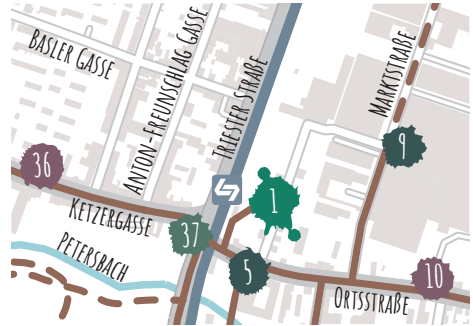 BASLER GASSE
ANTON-FREUNSCHLAG GASSE
TRIESTER STRAßE
MARKTSTRAßE
36
9
1
KETZERGASSE
37
PETERSBACH
5
10
ORTSSTRAßE